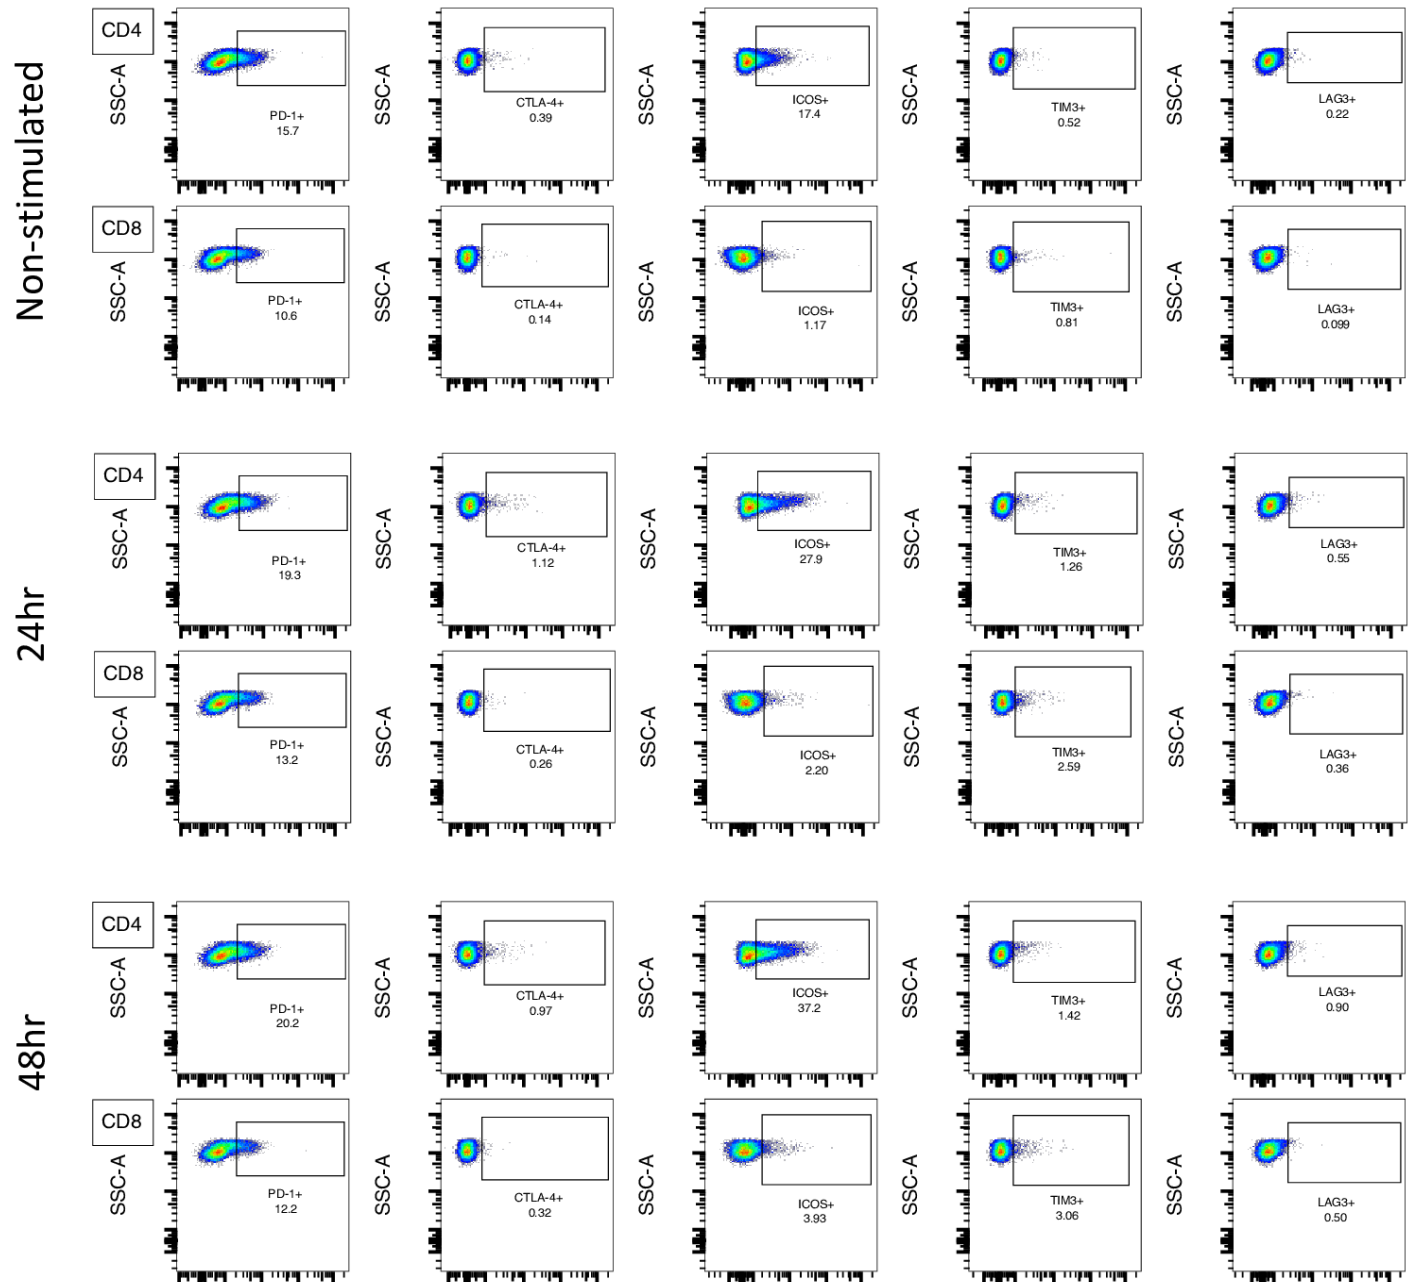 Non-stimulated
CD4
SSC-A
PD-1+
15.7
SSC-A
CTLA-4+
0.39
SSC-A
ICOS+
17.4
SSC-A
TIM3+
0.52
SSC-A
LAG3+
0.22
CD8
SSC-A
PD-1+
10.6
SSC-A
CTLA-4+
0.14
SSC-A
ICOS+
1.17
SSC-A
TIM3+
0.81
SSC-A
LAG3+
0.099
24hr
CD4
SSC-A
PD-1+
19.3
SSC-A
CTLA-4+
1.12
SSC-A
ICOS+
27.9
SSC-A
TIM3+
1.26
SSC-A
LAG3+
0.55
CD8
SSC-A
PD-1+
13.2
SSC-A
CTLA-4+
0.26
SSC-A
ICOS+
2.20
SSC-A
TIM3+
2.59
SSC-A
LAG3+
0.36
48hr
CD4
SSC-A
PD-1+
20.2
SSC-A
CTLA-4+
0.97
SSC-A
ICOS+
37.2
SSC-A
TIM3+
1.42
SSC-A
LAG3+
0.90
CD8
SSC-A
PD-1+
12.2
SSC-A
CTLA-4+
0.32
SSC-A
ICOS+
3.93
SSC-A
TIM3+
3.06
SSC-A
LAG3+
0.50